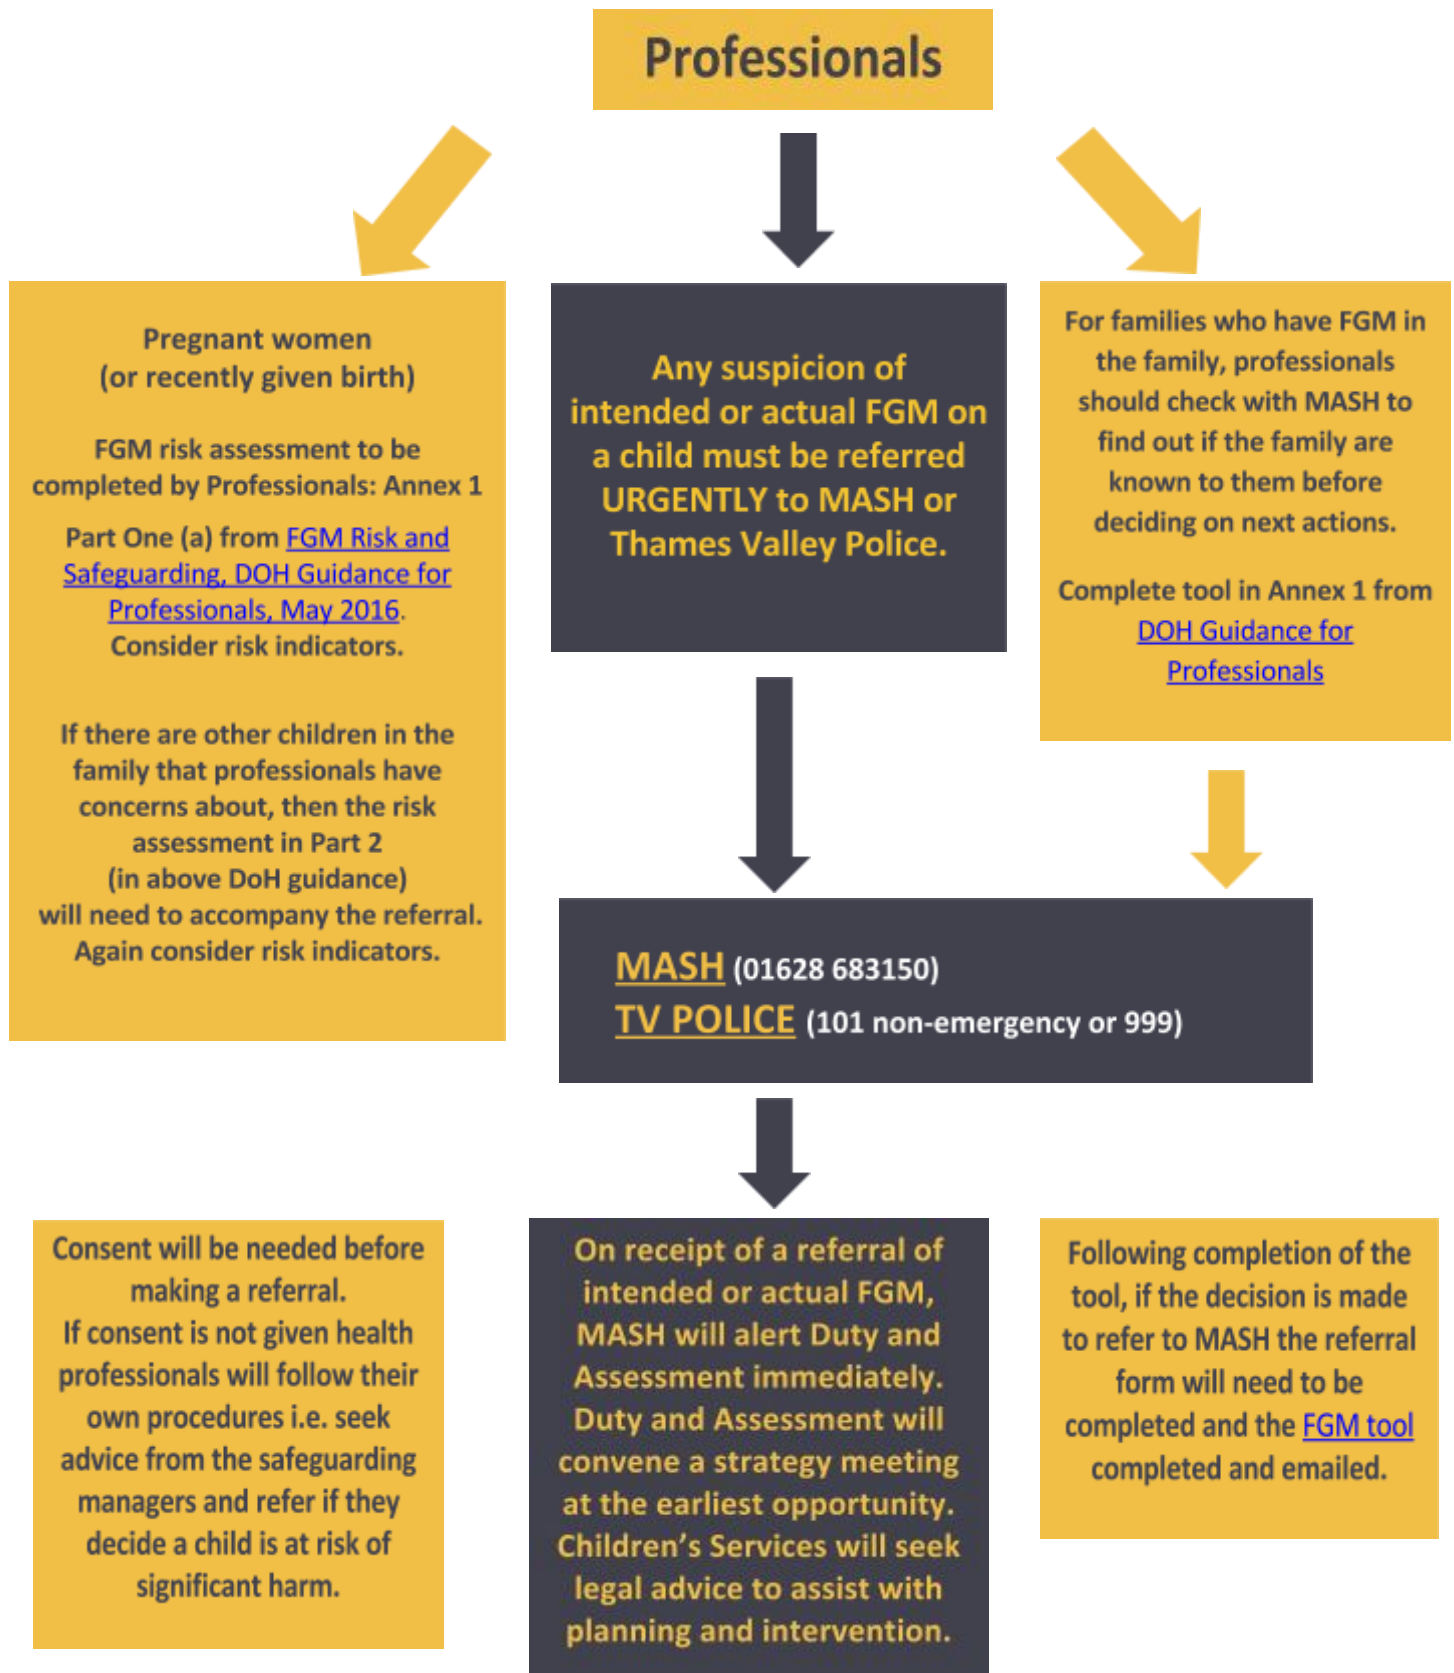 Professionals
Pregnant women
(or recently given birth)
FGM risk assessment to be
completed by Professionals: Annex 1
Part One (a) from FGM Risk and
Safeguarding, DOH Guidance for
Professionals, May 2016.
Consider risk indicators.
If there are other children in the
family that professionals have
concerns about, then the risk
assessment in Part 2
(in above DoH guidance)
will need to accompany the referral.
Again consider risk indicators.
Any suspicion of
intended or actual FGM on
a child must be referred
URGENTLY to MASH or
Thames Valley Police.
For families who have FGM in
the family, professionals
should check with MASH to
find out if the family are
known to them before
deciding on next actions.
Complete tool in Annex 1 from
DOH Guidance for
Professionals
MASH (01628 683150)
TV POLICE (101 non-emergency or 999)
Consent will be needed before
making a referral.
If consent is not given health
professionals will follow their
own procedures i.e. seek
advice from the safeguarding
managers and refer if they
decide a child is at risk of
significant harm.
On receipt of a referral of
intended or actual FGM,
MASH will alert Duty and
Assessment immediately.
Duty and Assessment will
convene a strategy meeting
at the earliest opportunity.
Children's Services will seek
legal advice to assist with
planning and intervention.
Following completion of the
tool, if the decision is made
to refer to MASH the referral
form will need to be
completed and the FGM tool
completed and emailed.